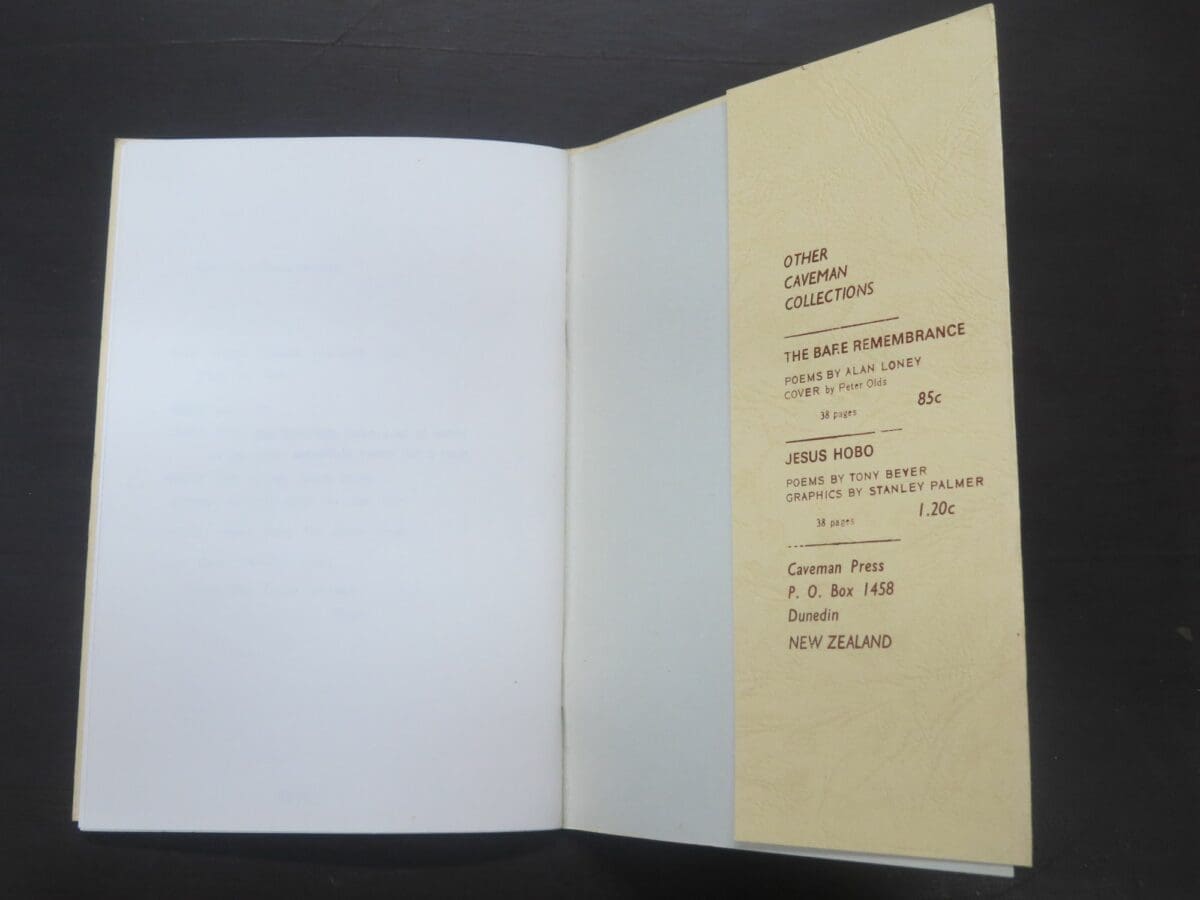 OTHER
CAVEMAN
COLLECTIONS
THE BARE REMEMBRANCE
POEMS BY ALAN LONEY
COVER by Peter Olds
38 pages 85c
JESUS HOBO
POEMS BY TONY BEYER
GRAPHICS BY STANLEY PALMER
38 pages 1.20c
Caveman Press
P. O. Box 1458
Dunedin
NEW ZEALAND